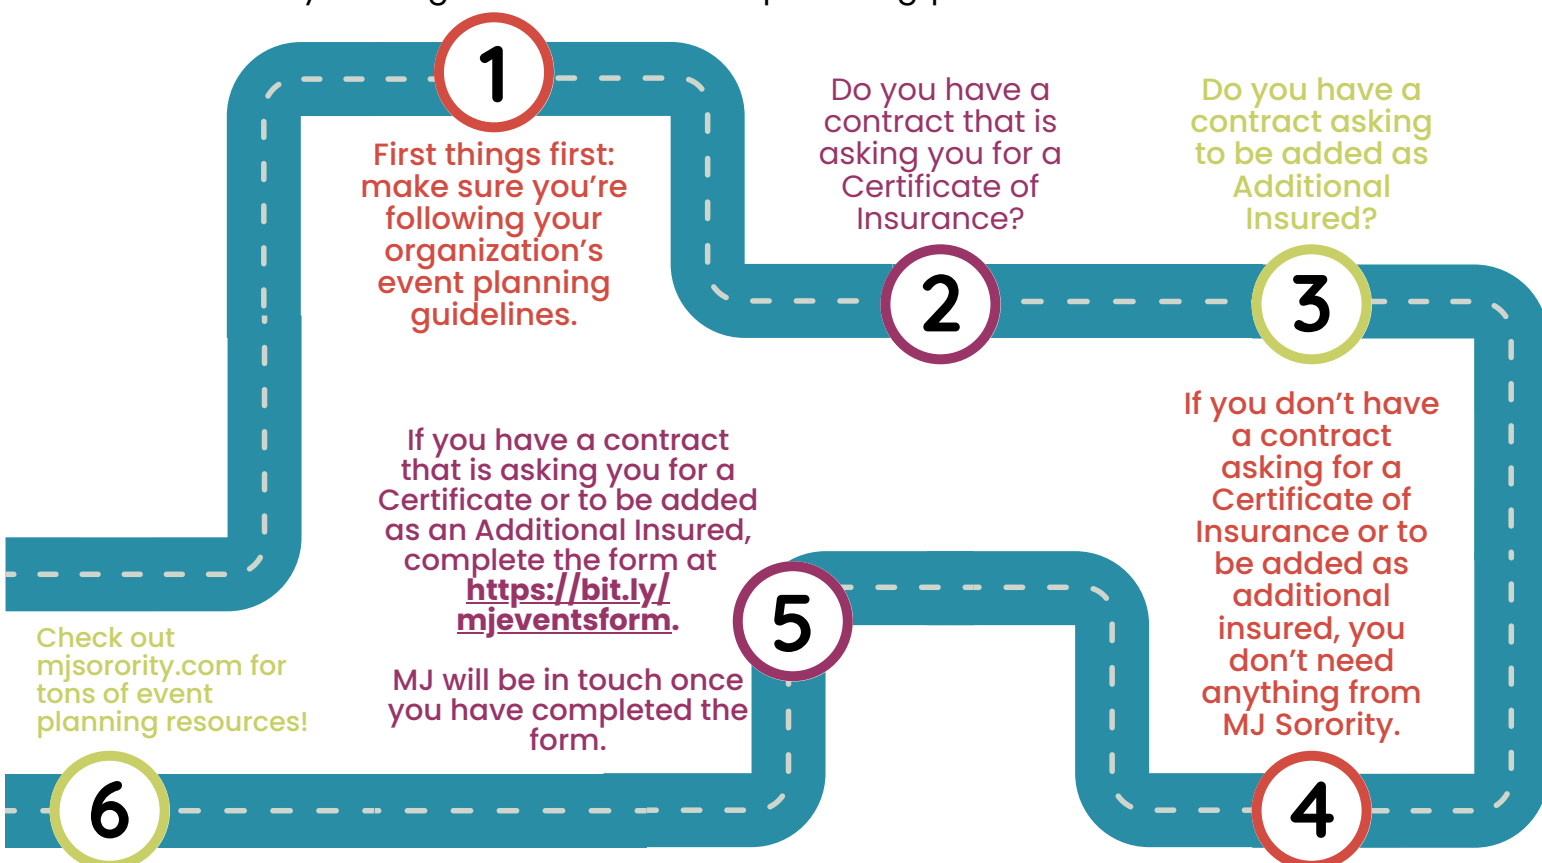 1
First things first:
make sure you're
following your
organization's
event planning
guidelines.
Do you have a
contract that is
asking you for a
Certificate of
Insurance?
2
Do you have a
contract asking
to be added as
Additional
Insured?
3
If you don't have
a contract
asking for a
Certificate of
Insurance or to
be added as
additional
insured, you
don't need
anything from
MJ Sorority.
4
If you have a contract
that is asking you for a
Certificate or to be added
as an Additional Insured,
complete the form at
https://bit.ly/
mjeventsform.
MJ will be in touch once
you have completed the
form.
5
Check out
mjsorority.com for
tons of event
planning resources!
6